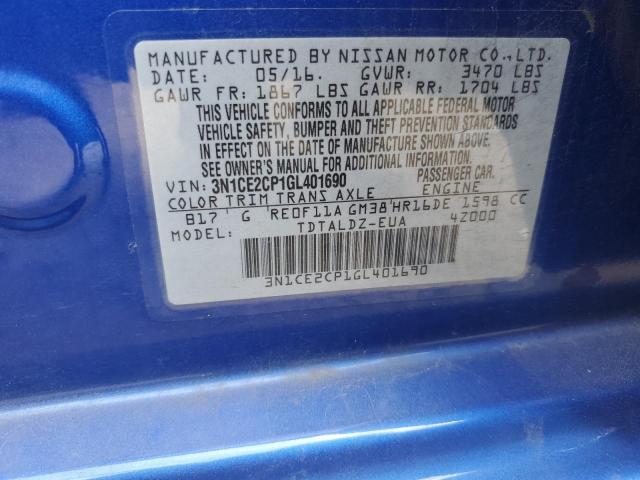 MANUFACTURED BY NISSAN MOTOR CO.,LTD.
DATE: 05/16. GVWR: 3470 LBS
GAWR FR: 1867 LBS GAWR RR: 1704 LBS
THIS VEHICLE CONFORMS TO ALL APPLICABLE FEDERAL MOTOR
VEHICLE SAFETY, BUMPER AND THEFT PREVENTION STANDARDS
IN EFFECT ON THE DATE OF MANUFACTURE SHOWN ABOVE.
SEE OWNER'S MANUAL FOR ADDITIONAL INFORMATION.
VIN: 3N1CE2CP1GL401690 PASSENGER CAR.
COLOR TRIM TRANS AXLE ENGINE
B17 G RE0F11A GM38 HR16DE 1598 CC
MODEL: TDTALDZ-EUA 4Z000
3N1CE2CP1GL401690